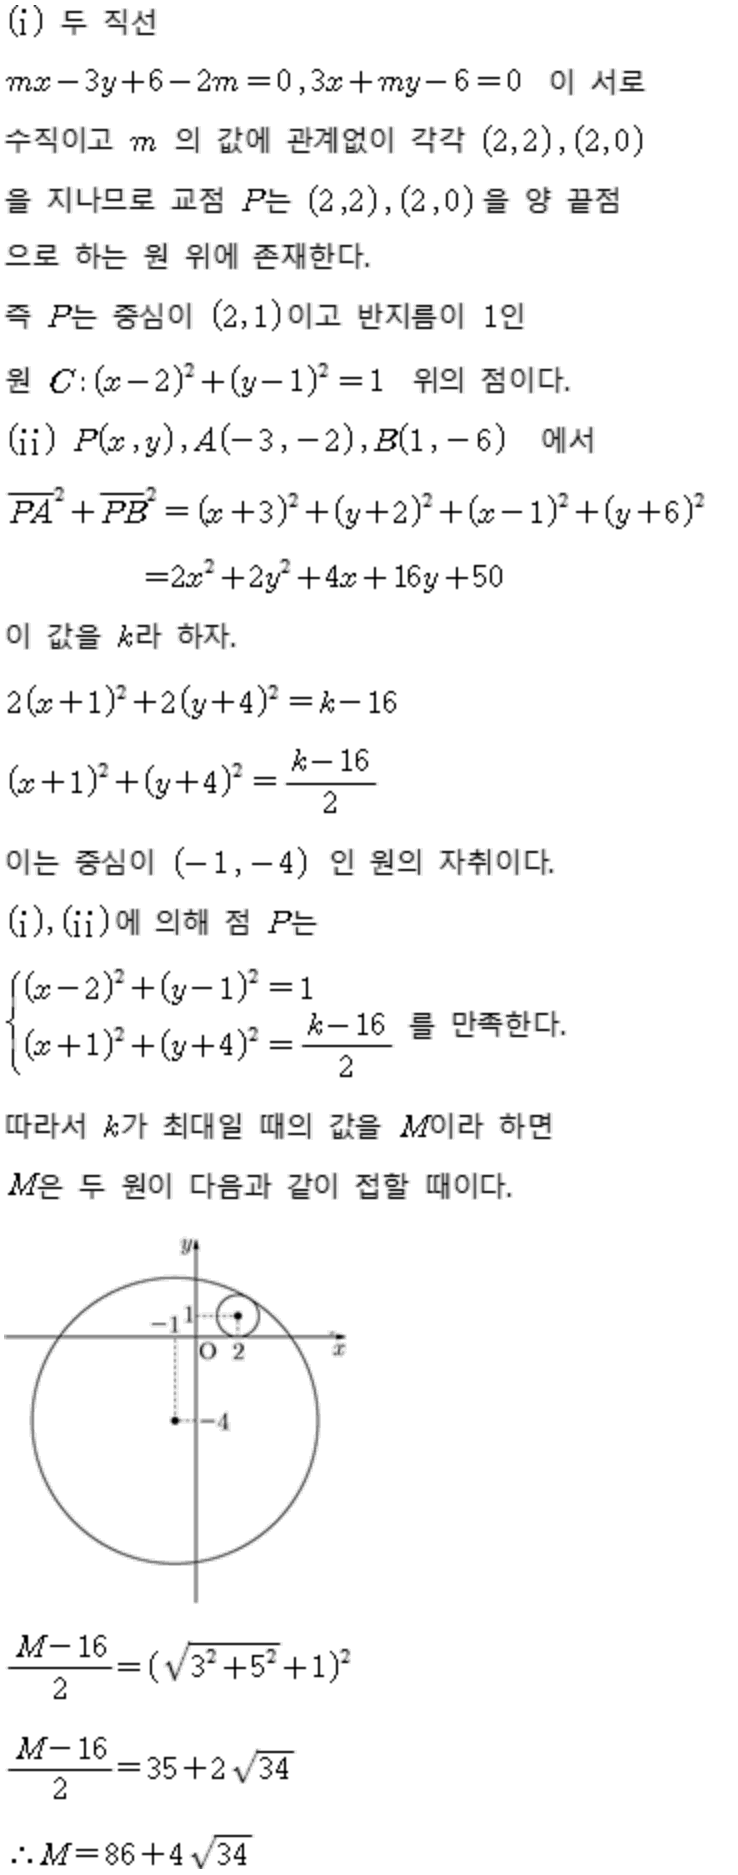 (i) 두 직선
mx−3y+6−2m=0, 3x+my−6=0 이 서로
수직이고 m 의 값에 관계없이 각각 (2,2), (2,0)
을 지나므로 교점 P는 (2,2), (2,0)을 양 끝점
으로 하는 원 위에 존재한다.
즉 P는 중심이 (2,1)이고 반지름이 1인
원 C:(x−2)²+(y−1)²=1 위의 점이다.
(ii) P(x,y), A(−3,−2), B(1,−6) 에서
\overline{PA}²+\overline{PB}²=(x+3)²+(y+2)²+(x−1)²+(y+6)²
=2x²+2y²+4x+16y+50
이 값을 k라 하자.
2(x+1)²+2(y+4)²=k−16
(x+1)²+(y+4)²=\frac{k−16}{2}
이는 중심이 (−1,−4) 인 원의 자취이다.
(i),(ii)에 의해 점 P는
{(x−2)²+(y−1)²=1
(x+1)²+(y+4)²=\frac{k−16}{2} 를 만족한다.
따라서 k가 최대일 때의 값을 M이라 하면
M은 두 원이 다음과 같이 접할 때이다.
y
−1 1
O 2 x
−4
\frac{M−16}{2}=(√(3²+5²)+1)²
\frac{M−16}{2}=35+2√34
∴M=86+4√34